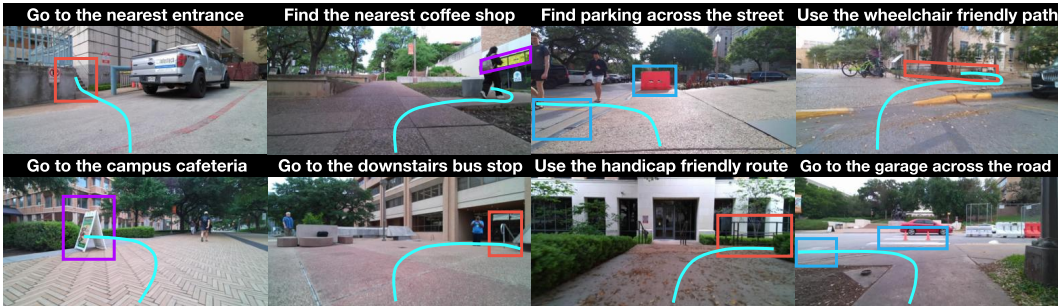 Go to the nearest entrance
Find the nearest coffee shop
Find parking across the street
Use the wheelchair friendly path
Go to the campus cafeteria
Go to the downstairs bus stop
Use the handicap friendly route
Go to the garage across the road